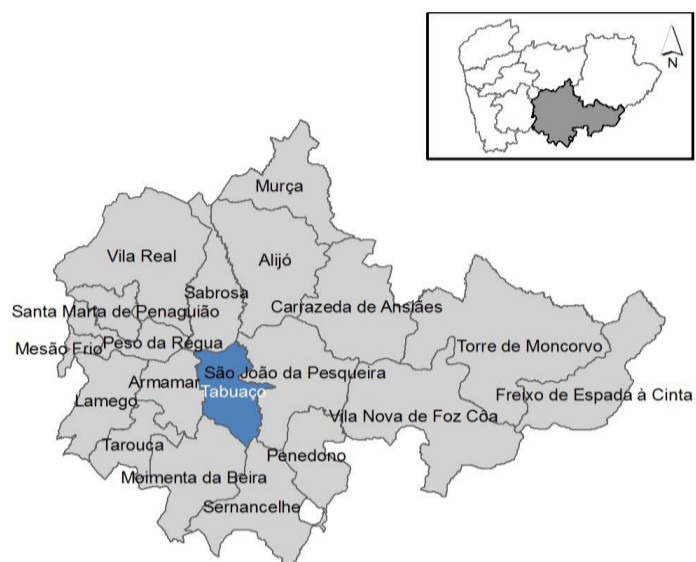 N
Murça
Vila Real
Alijó
Sabrosa
Carrazeda de Ansiães
Santa Marta de Penaguião
Peso da Régua
Mesão Frio
Torre de Moncorvo
São João da Pesqueira
Armamar
Tabuaço
Freixo de Espada à Cinta
Lamego
Vila Nova de Foz Côa
Tarouca
Penedono
Moimenta da Beira
Sernancelhe